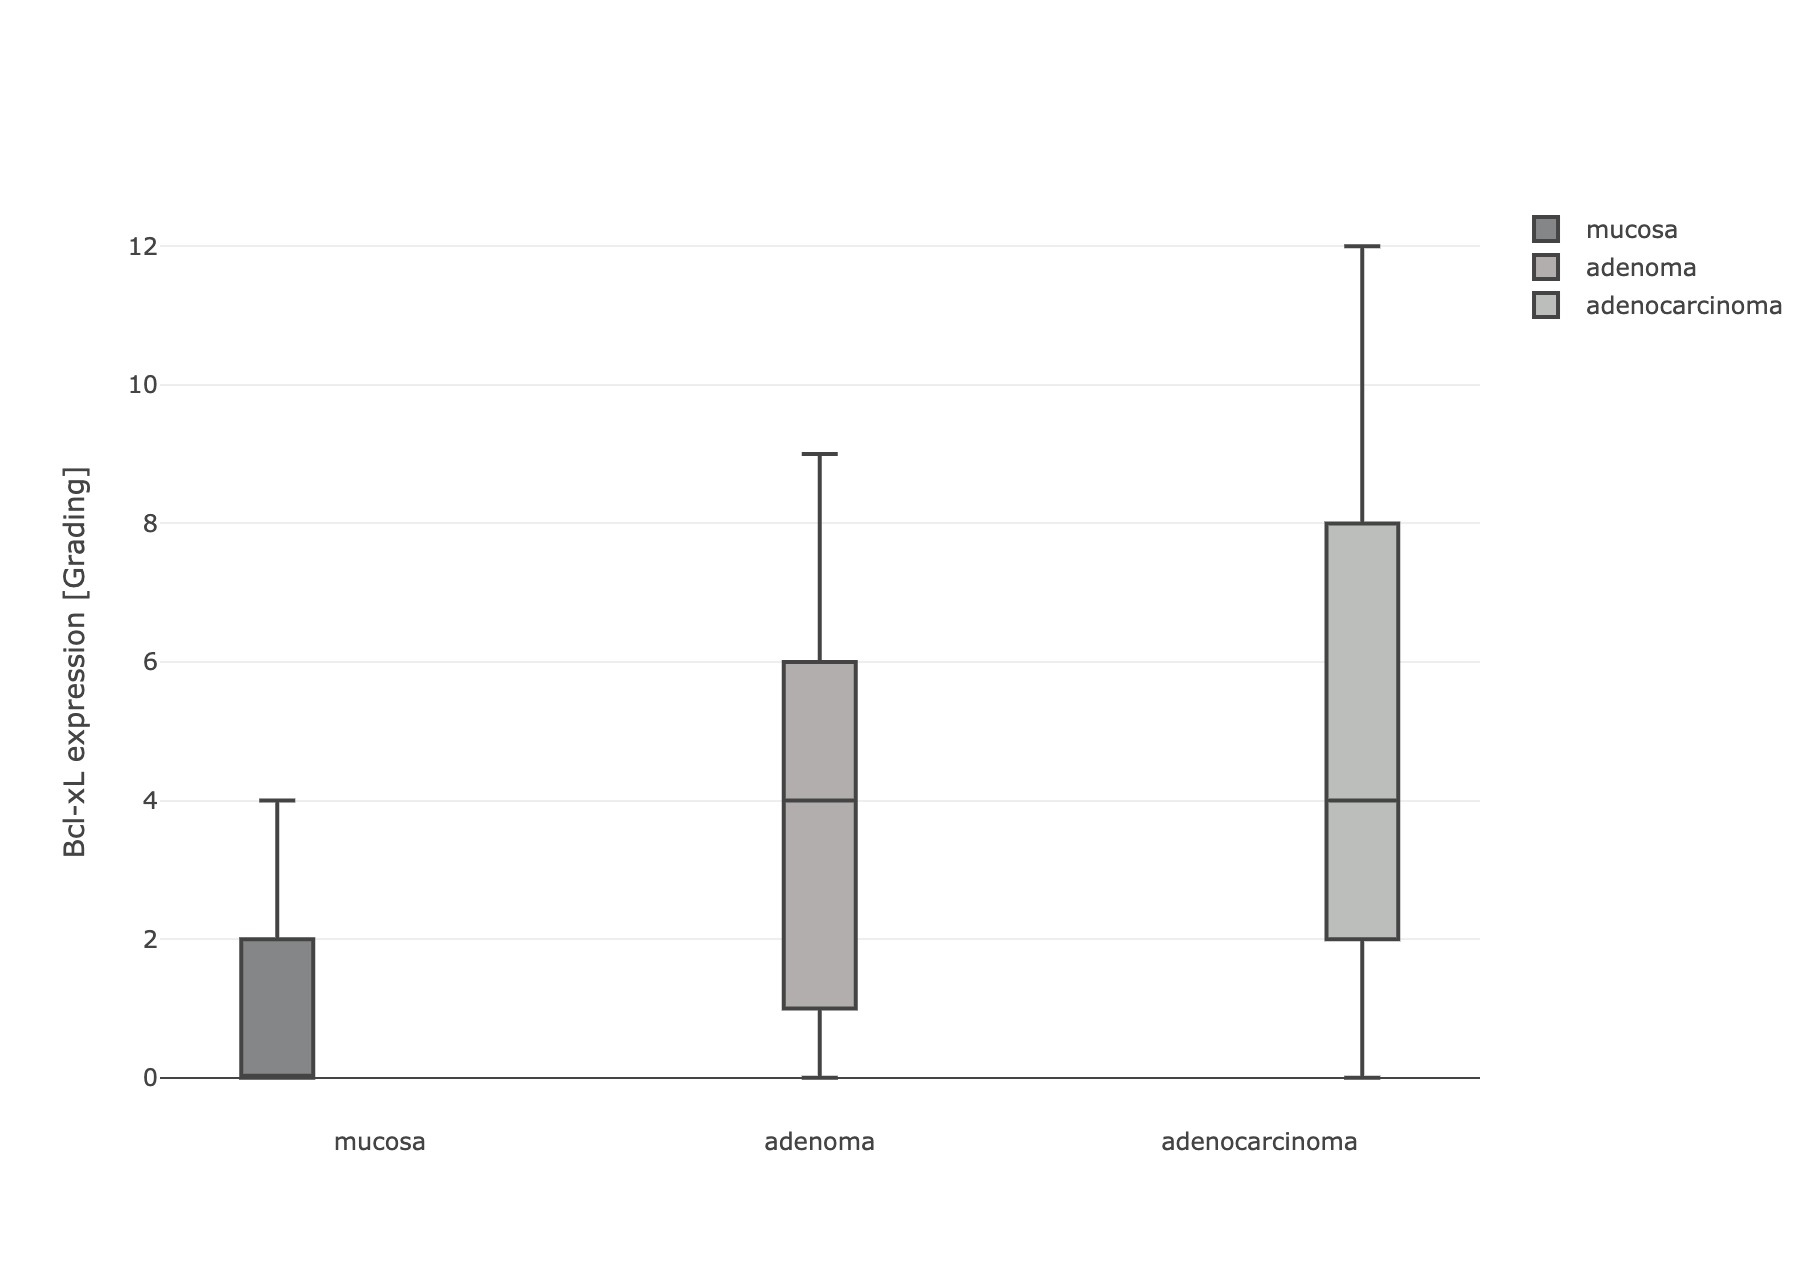 12
10
8
6
4
2
0
Bcl-xL expression [Grading]
mucosa
adenoma
adenocarcinoma
mucosa
adenoma
adenocarcinoma